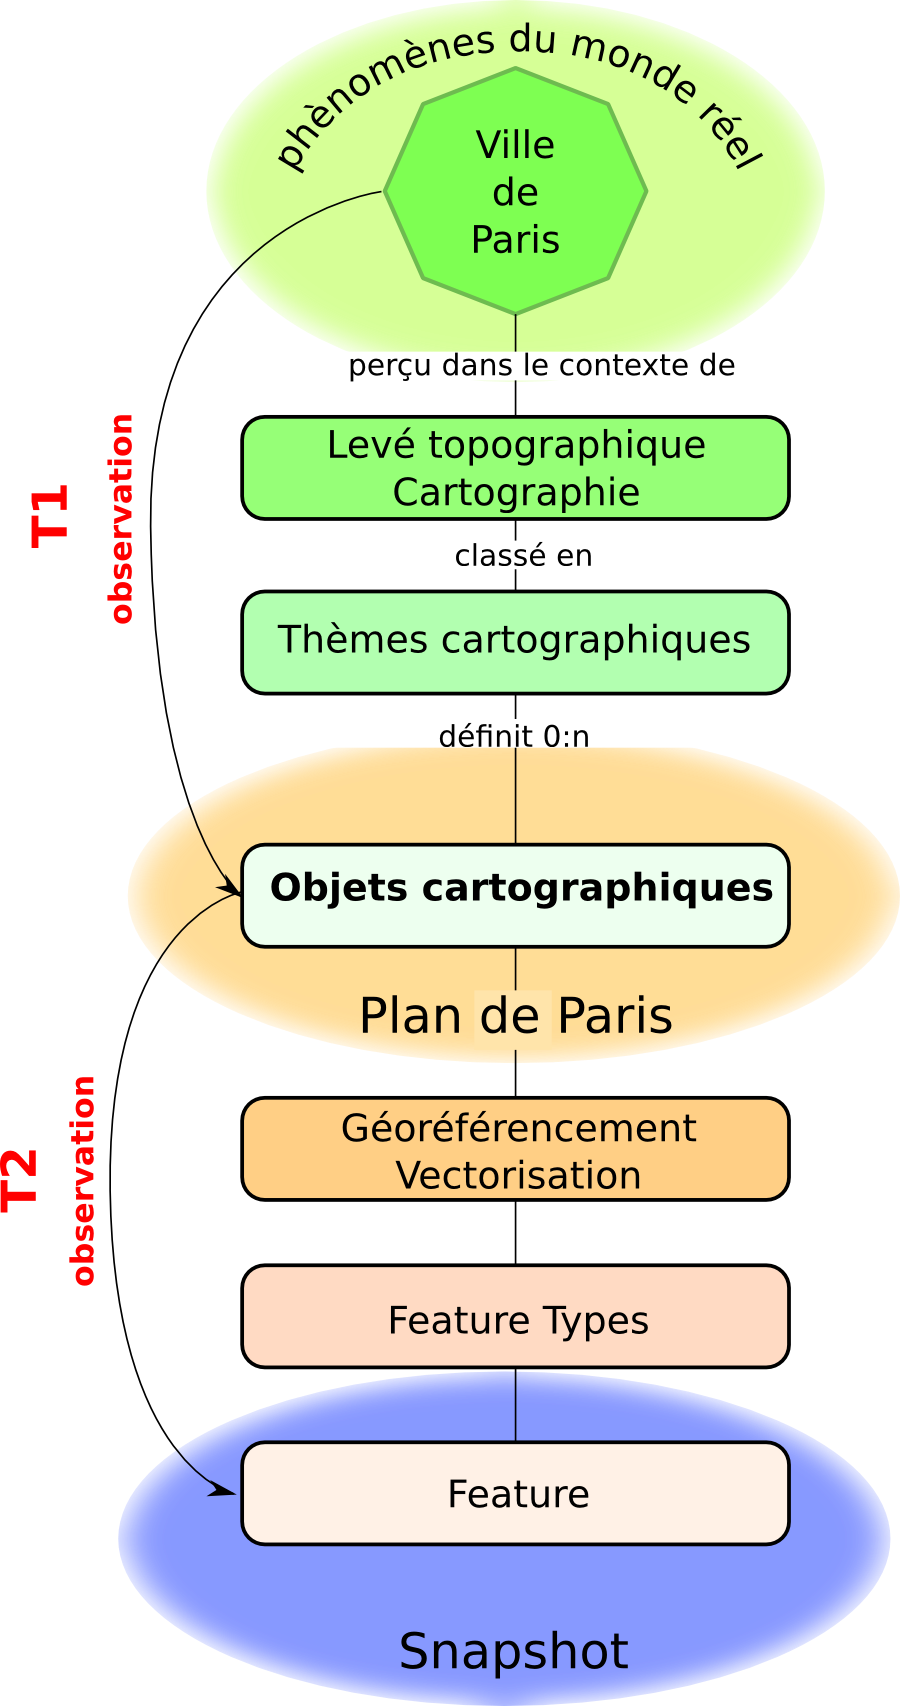 phènomènes du monde réel
Ville
de
Paris
perçu dans le contexte de
Levé topographique
Cartographie
T1
observation
classé en
Thèmes cartographiques
définit 0:n
Objets cartographiques
Plan de Paris
T2
observation
Géoréférencement
Vectorisation
Feature Types
Feature
Snapshot